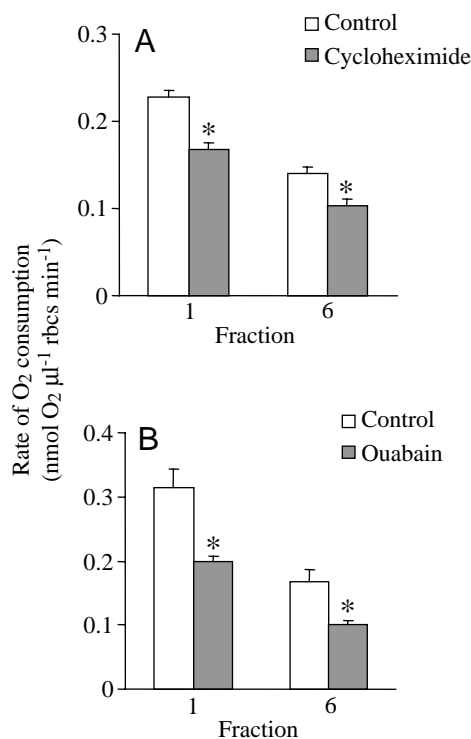 Rate of O2 consumption
(nmol O2 µl-1 rbcs min-1)
A
Control
Cycloheximide
0.3
0.2
0.1
0
*
*
1
6
Fraction
B
Control
Ouabain
0.4
0.3
0.2
0.1
0
*
*
1
6
Fraction